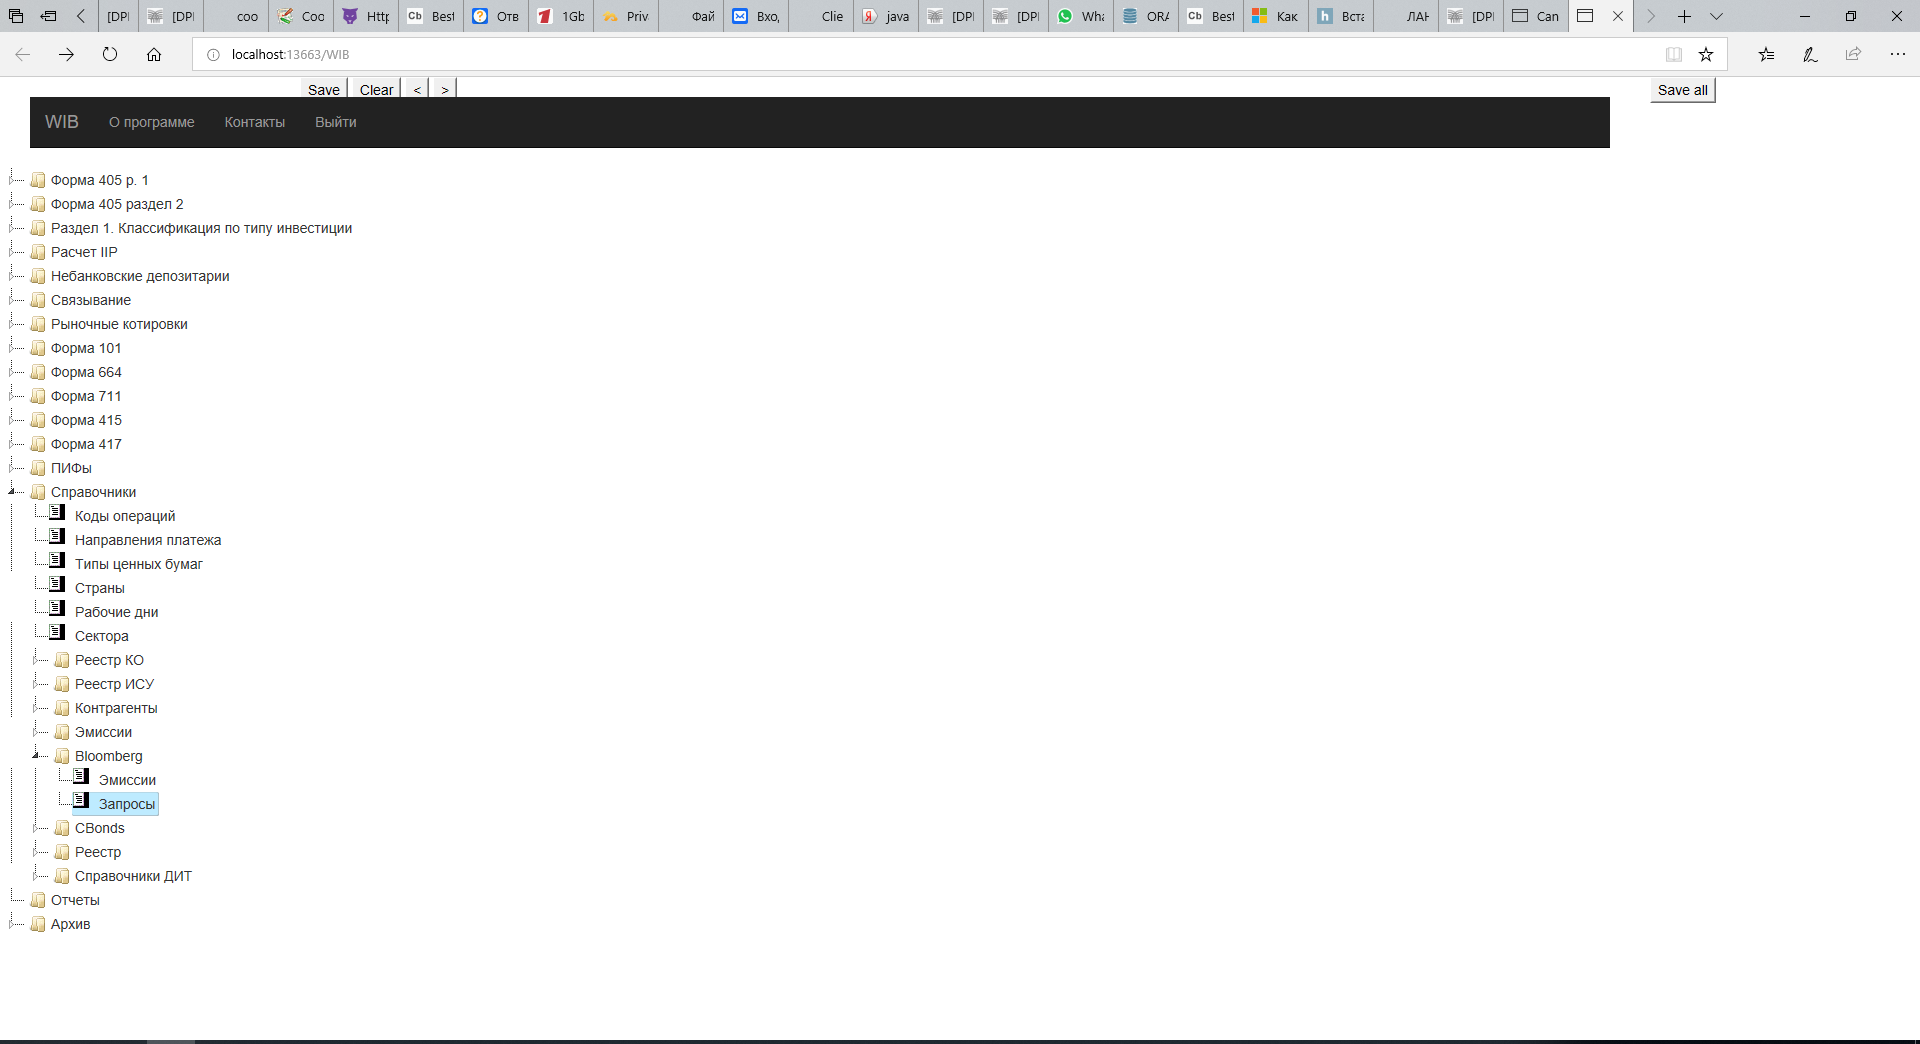 [DPI [DPI coo Coo Http Best Отв 1Gb Priv Фай Вхо, Clie java [DPI [DPI Wha ORA Best Как Вста ЛАН [DPI Can
localhost:13663/WIB
Save Clear < > Save all
WIB О программе Контакты Выйти
Форма 405 р. 1
Форма 405 раздел 2
Раздел 1. Классификация по типу инвестиции
Расчет IIP
Небанковские депозитарии
Связывание
Рыночные котировки
Форма 101
Форма 664
Форма 711
Форма 415
Форма 417
ПИФы
Справочники
Коды операций
Направления платежа
Типы ценных бумаг
Страны
Рабочие дни
Сектора
Реестр КО
Реестр ИСУ
Контрагенты
Эмиссии
Bloomberg
Эмиссии
Запросы
CBonds
Реестр
Справочники ДИТ
Отчеты
Архив